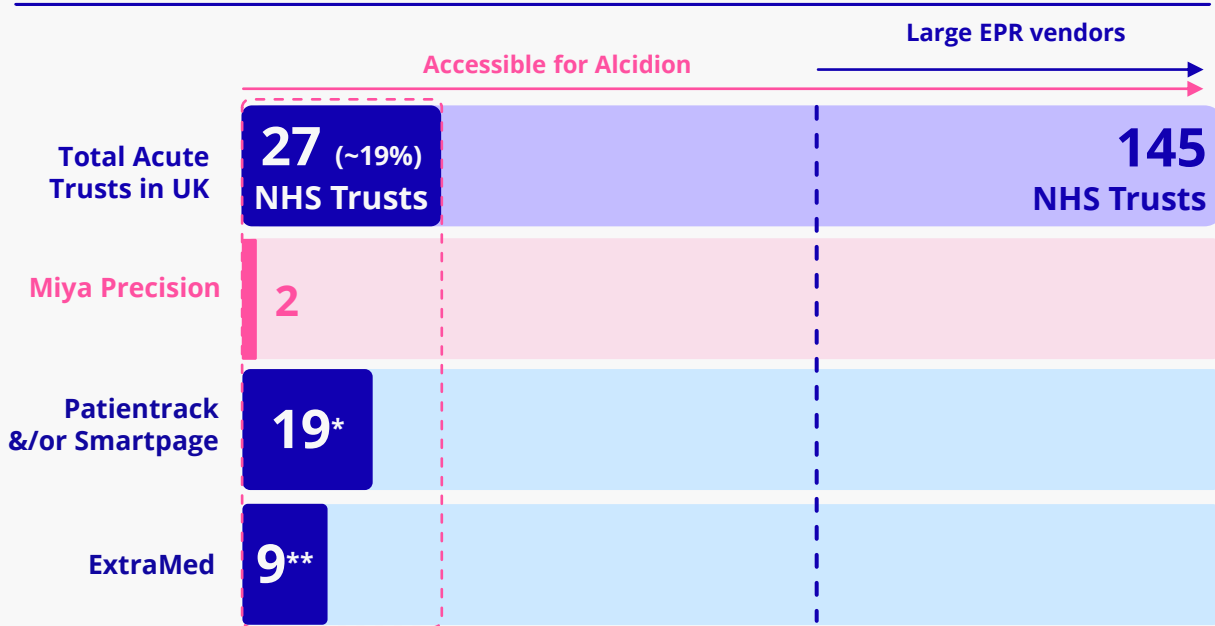 Large EPR vendors
Accessible for Alcidion
Total Acute
Trusts in UK
27 (~19%)
NHS Trusts
145
NHS Trusts
Miya Precision
2
Patientrack
&/or Smartpage
19*
ExtraMed
9**